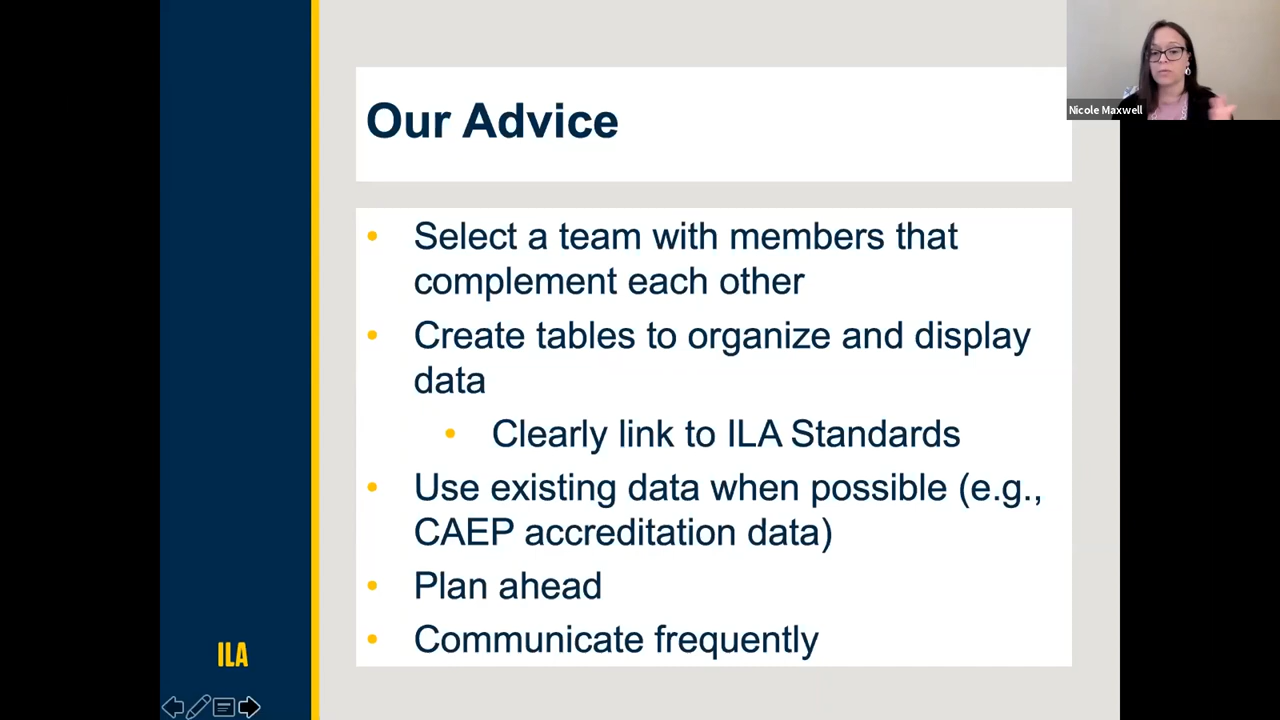 Our Advice
Nicole Maxwell
• Select a team with members that
complement each other
• Create tables to organize and display
data
• Clearly link to ILA Standards
• Use existing data when possible (e.g.,
CAEP accreditation data)
• Plan ahead
• Communicate frequently
ILA